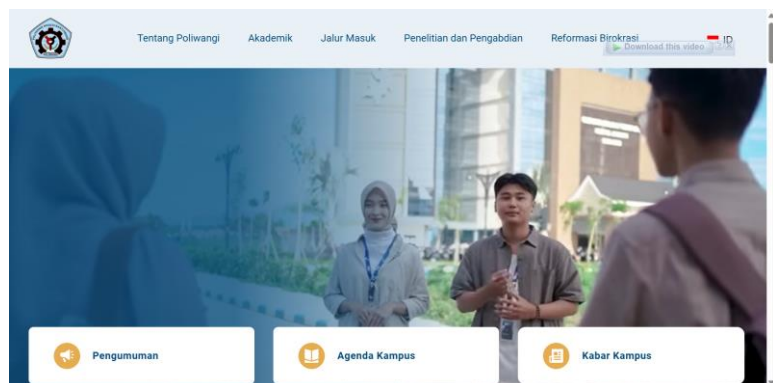 Tentang Poliwangi Akademik Jalur Masuk Penelitian dan Pengabdian Reformasi Birokrasi ID
Download this video
Pengumuman Agenda Kampus Kabar Kampus